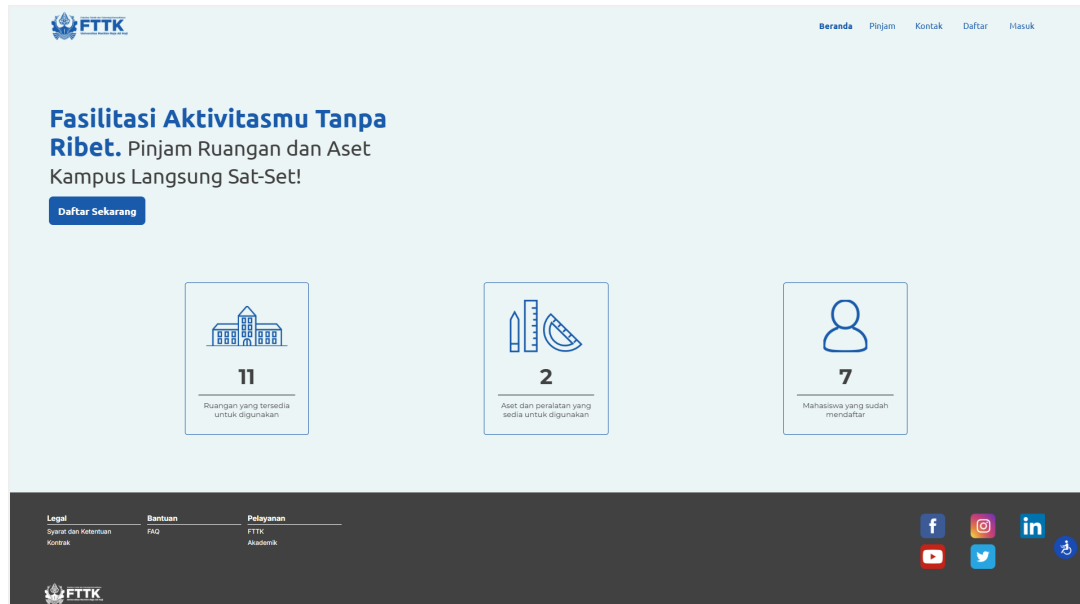 FTTK
Beranda Pinjam Kontak Daftar Masuk
Fasilitasi Aktivitasmu Tanpa
Ribet. Pinjam Ruangan dan Aset
Kampus Langsung Sat-Set!
Daftar Sekarang
11
Ruangan yang tersedia
untuk digunakan
2
Aset dan peralatan yang
sedia untuk digunakan
7
Mahasiswa yang sudah
mendaftar
Legal
Syarat dan Ketentuan
Kontrak
Bantuan
FAQ
Pelayanan
FTTK
Akademik
f
in
FTTK